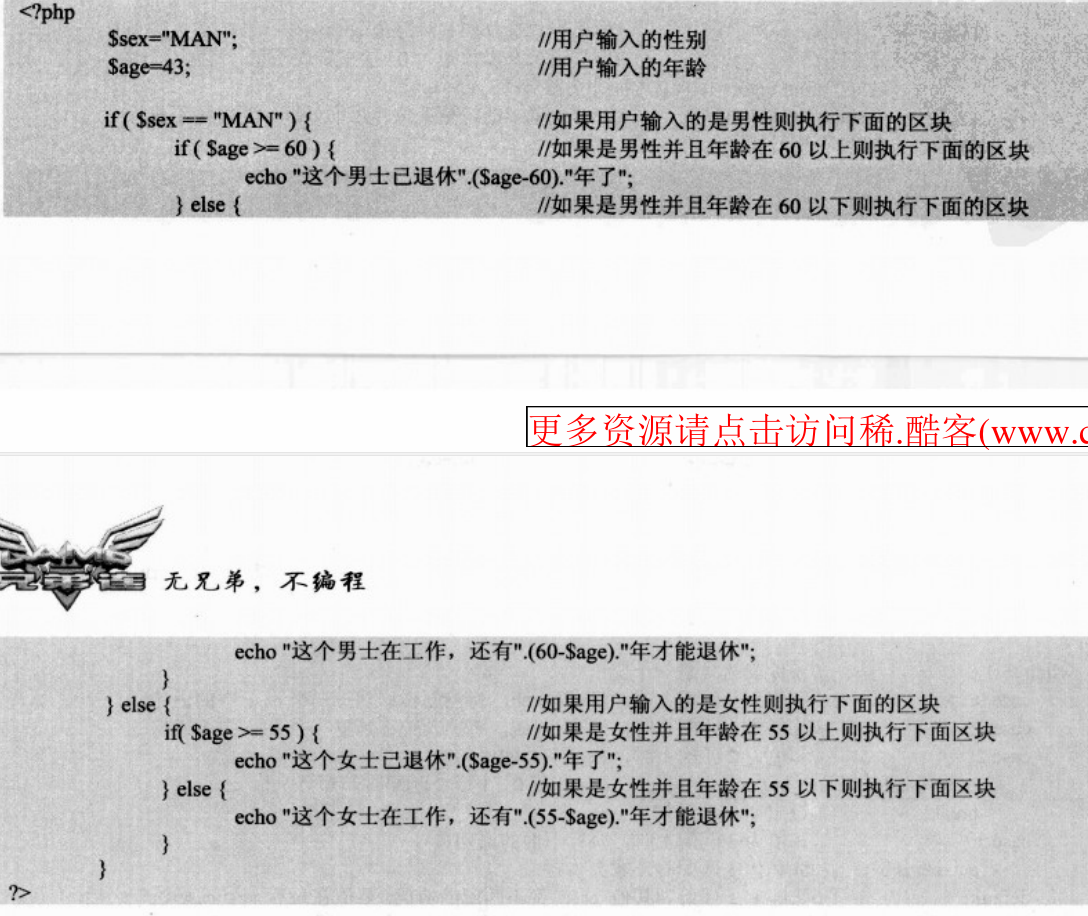 <?php
$sex="MAN"; //用户输入的性别
$age=43; //用户输入的年龄
if ( $sex == "MAN" ) { //如果用户输入的是男性则执行下面的区块
if ( $age >= 60 ) { //如果是男性并且年龄在 60 以上则执行下面的区块
echo "这个男士已退休".($age-60)."年了";
} else { //如果是男性并且年龄在 60 以下则执行下面的区块
更多资源请点击访问稀.酷客(www.
兄弟连 无兄弟，不编程
echo "这个男士在工作，还有".(60-$age)."年才能退休";
}
} else { //如果用户输入的是女性则执行下面的区块
if( $age >= 55 ) { //如果是女性并且年龄在 55 以上则执行下面区块
echo "这个女士已退休".($age-55)."年了";
} else { //如果是女性并且年龄在 55 以下则执行下面区块
echo "这个女士在工作，还有".(55-$age)."年才能退休";
}
}
?>